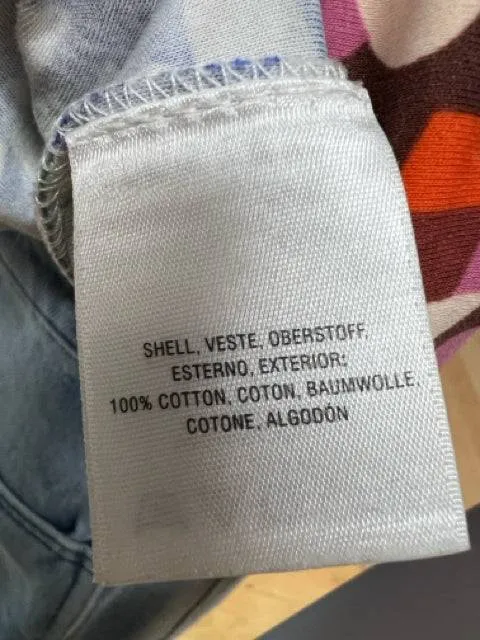 SHELL, VESTE, OBERSTOFF,
ESTERNO, EXTERIOR:
100% COTTON, COTON, BAUMWOLLE,
COTONE, ALGODÓN